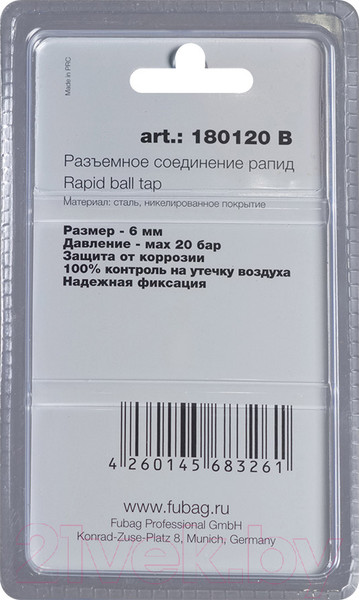 Made in PRC
art.: 180120 B
Разъемное соединение рапид
Rapid ball tap
Материал: сталь, никелированное покрытие
Размер - 6 мм
Давление - мах 20 бар
Защита от коррозии
100% контроль на утечку воздуха
Надежная фиксация
4 260145 683261
www.fubag.ru
Fubag Professional GmbH
Konrad-Zuse-Platz 8, Munich, Germany
21vek.by